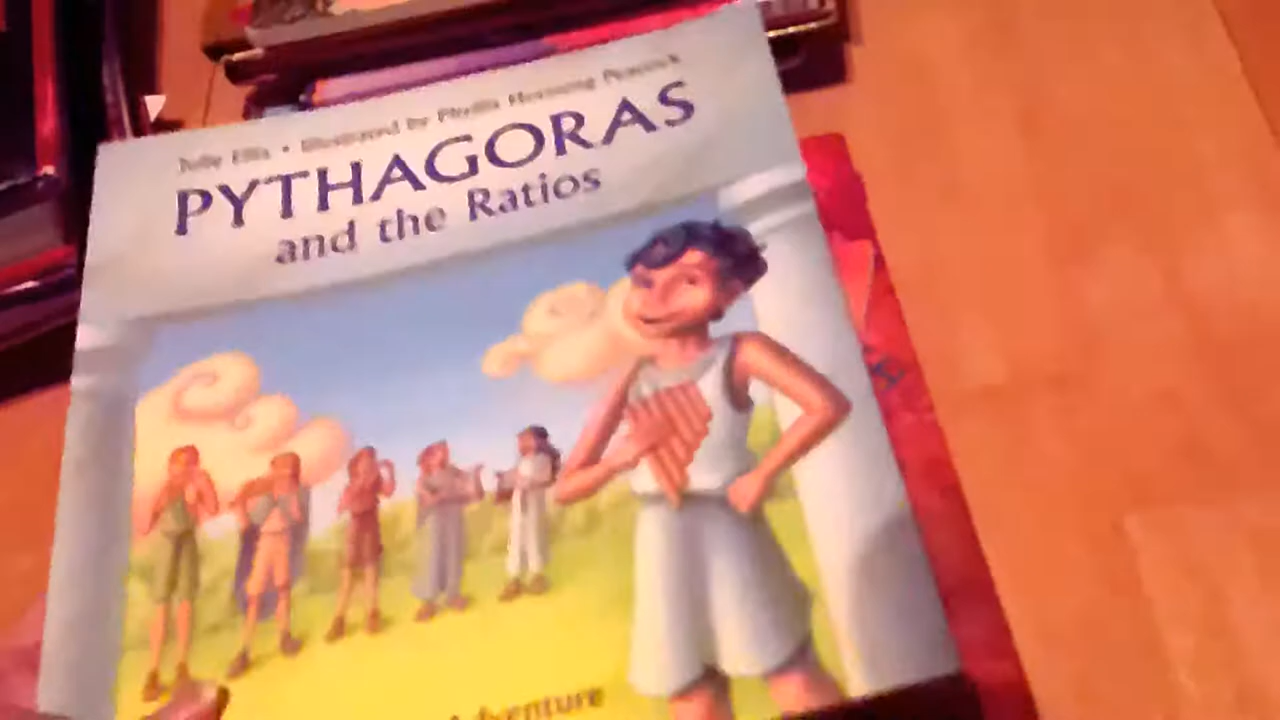 Julie Ellis • Illustrated by Phyllis Hornung Peacock
PYTHAGORAS
and the Ratios
Adventure